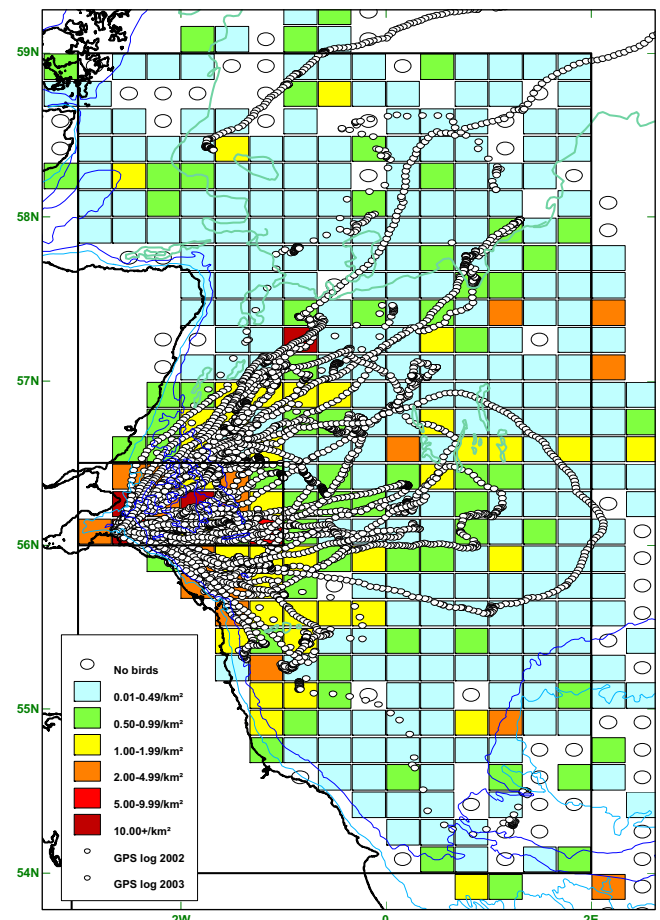 59N
58N
57N
56N
55N
54N
No birds
0.01-0.49/km²
0.50-0.99/km²
1.00-1.99/km²
2.00-4.99/km²
5.00-9.99/km²
10.00+/km²
GPS log 2002
GPS log 2003
2W 0 2E